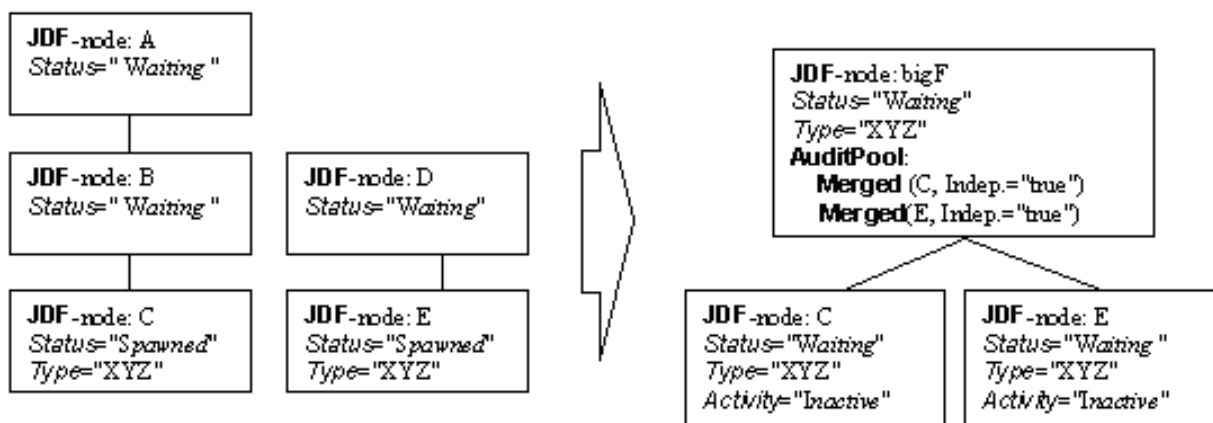 JDF-node: A
Status=" Waiting "
JDF-node: B
Status=" Waiting "
JDF-node: C
Status="Spawned"
Type="XYZ"
JDF-node: D
Status="Waiting"
JDF-node: E
Status="Spawned"
Type="XYZ"
JDF-node: bigF
Status="Waiting"
Type="XYZ"
AuditPool:
Merged (C, Indep.="true")
Merged(E, Indep.="true")
JDF-node: C
Status="Waiting"
Type="XYZ"
Activity="Inactive"
JDF-node: E
Status="Waiting "
Type="XYZ"
Activity="Inactive"